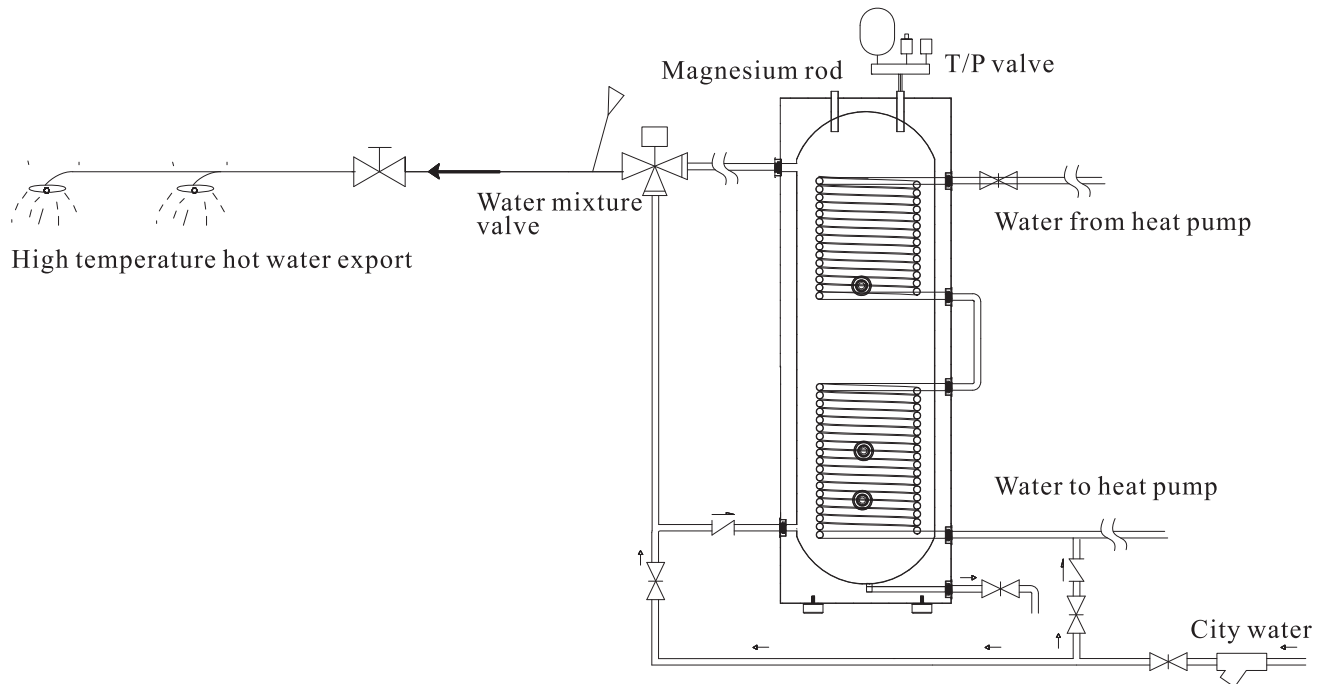 T/P valve
Magnesium rod
Water mixture
valve
Water from heat pump
High temperature hot water export
Water to heat pump
City water